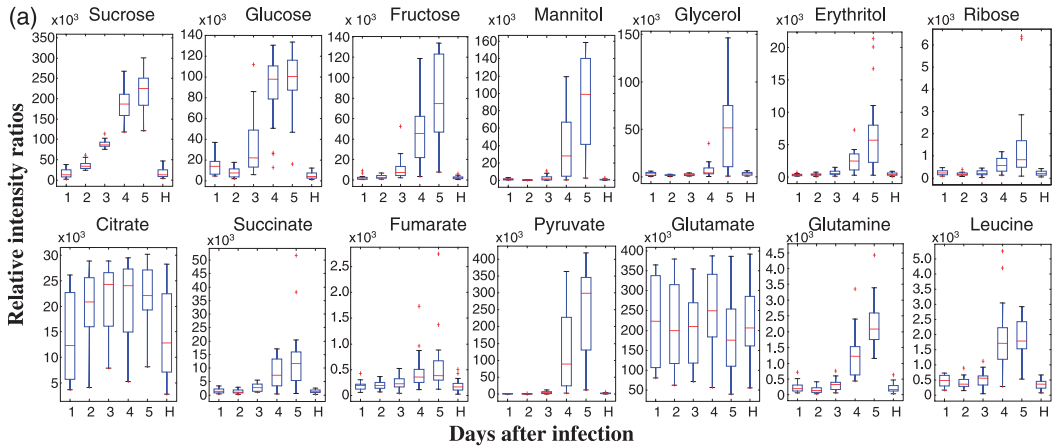 (a)
Sucrose Glucose Fructose Mannitol Glycerol Erythritol Ribose
x10³ x10³ x 10³ x10³ x10³ x10³ x10³
350 300 250 200 150 100 50 0
140 120 100 80 60 40 20 0
140 120 100 80 60 40 20 0
160 140 120 100 80 60 40 20 0
150 100 50 0
20 15 10 5 0
6 5 4 3 2 1 0
1 2 3 4 5 H 1 2 3 4 5 H 1 2 3 4 5 H 1 2 3 4 5 H 1 2 3 4 5 H 1 2 3 4 5 H 1 2 3 4 5 H
Citrate Succinate Fumarate Pyruvate Glutamate Glutamine Leucine
x10³ x10³ x10³ x10³ x10³ x10³ x10³
30 25 20 15 10 5 0
50 45 40 35 30 25 20 15 10 5 0
2.5 2.0 1.5 1.0 0.5 0
400 350 300 250 200 150 100 50 0
400 350 300 250 200 150 100 50 0
4.5 4.0 3.5 3.0 2.5 2.0 1.5 1.0 0.5 0
5.0 4.5 4.0 3.5 3.0 2.5 2.0 1.5 1.0 0.5 0
1 2 3 4 5 H 1 2 3 4 5 H 1 2 3 4 5 H 1 2 3 4 5 H 1 2 3 4 5 H 1 2 3 4 5 H 1 2 3 4 5 H
Relative intensity ratios
Days after infection